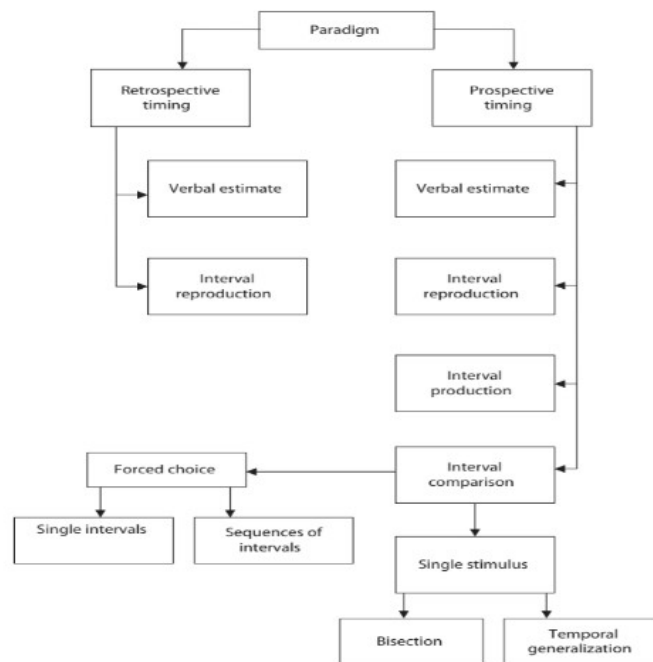 Paradigm
Retrospective
timing
Prospective
timing
Verbal estimate
Verbal estimate
Interval
reproduction
Interval
reproduction
Interval
production
Forced choice
Interval
comparison
Single intervals
Sequences of
intervals
Single stimulus
Bisection
Temporal
generalization